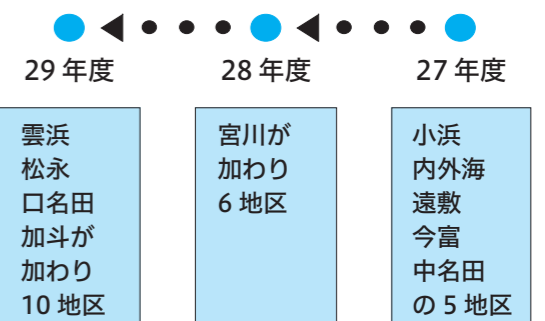 29 年度
28 年度
27 年度
雲浜
松永
口名田
加斗が
加わり
10 地区
宮川が
加わり
6 地区
小浜
内外海
遠敷
今富
中名田
の 5 地区